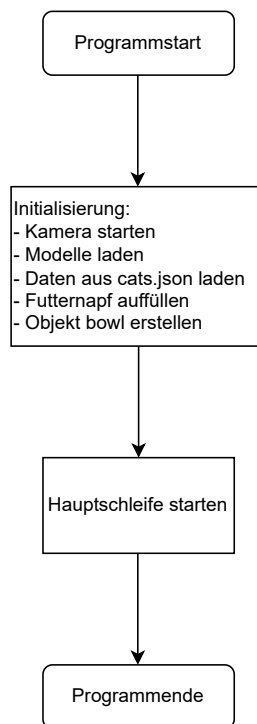 Programmstart
Initialisierung:
- Kamera starten
- Modelle laden
- Daten aus cats.json laden
- Futternapf auffüllen
- Objekt bowl erstellen
Hauptschleife starten
Programmende